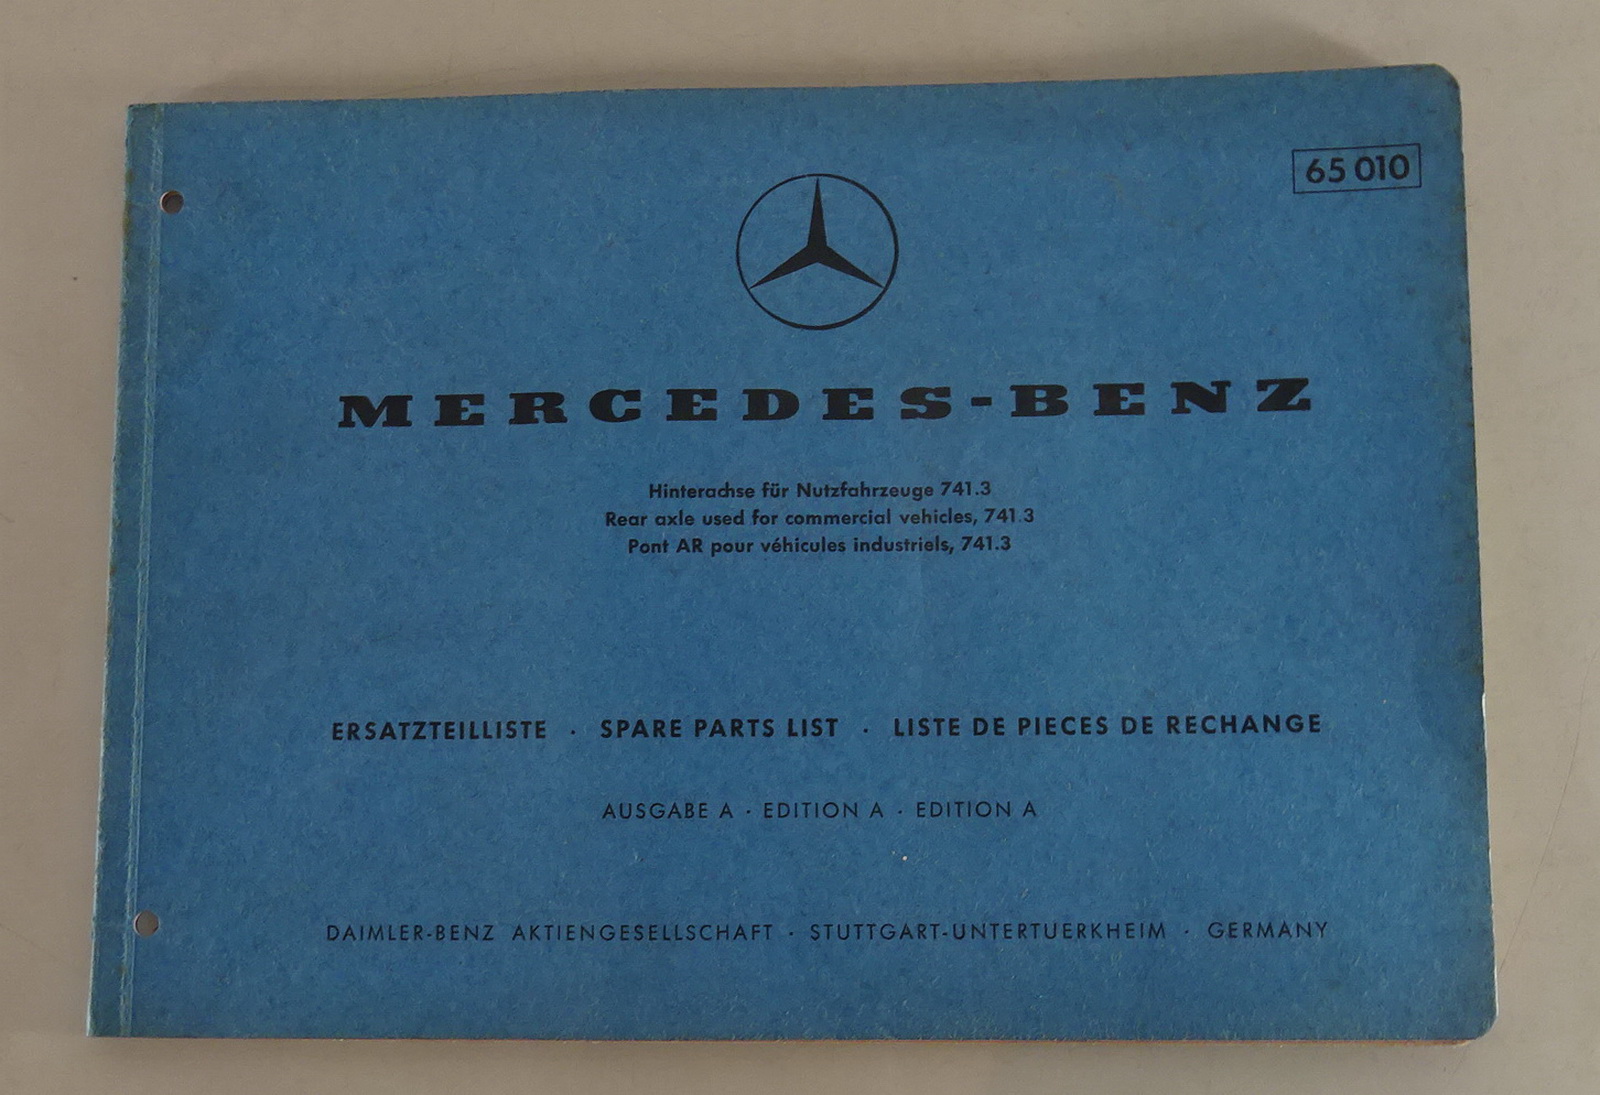 65 010
MERCEDES-BENZ
Hinterachse für Nutzfahrzeuge 741.3
Rear axle used for commercial vehicles, 741.3
Pont AR pour véhicules industriels, 741.3
ERSATZTEILLISTE · SPARE PARTS LIST · LISTE DE PIECES DE RECHANGE
AUSGABE A · EDITION A · EDITION A
DAIMLER-BENZ AKTIENGESELLSCHAFT · STUTTGART-UNTERTUERKHEIM · GERMANY